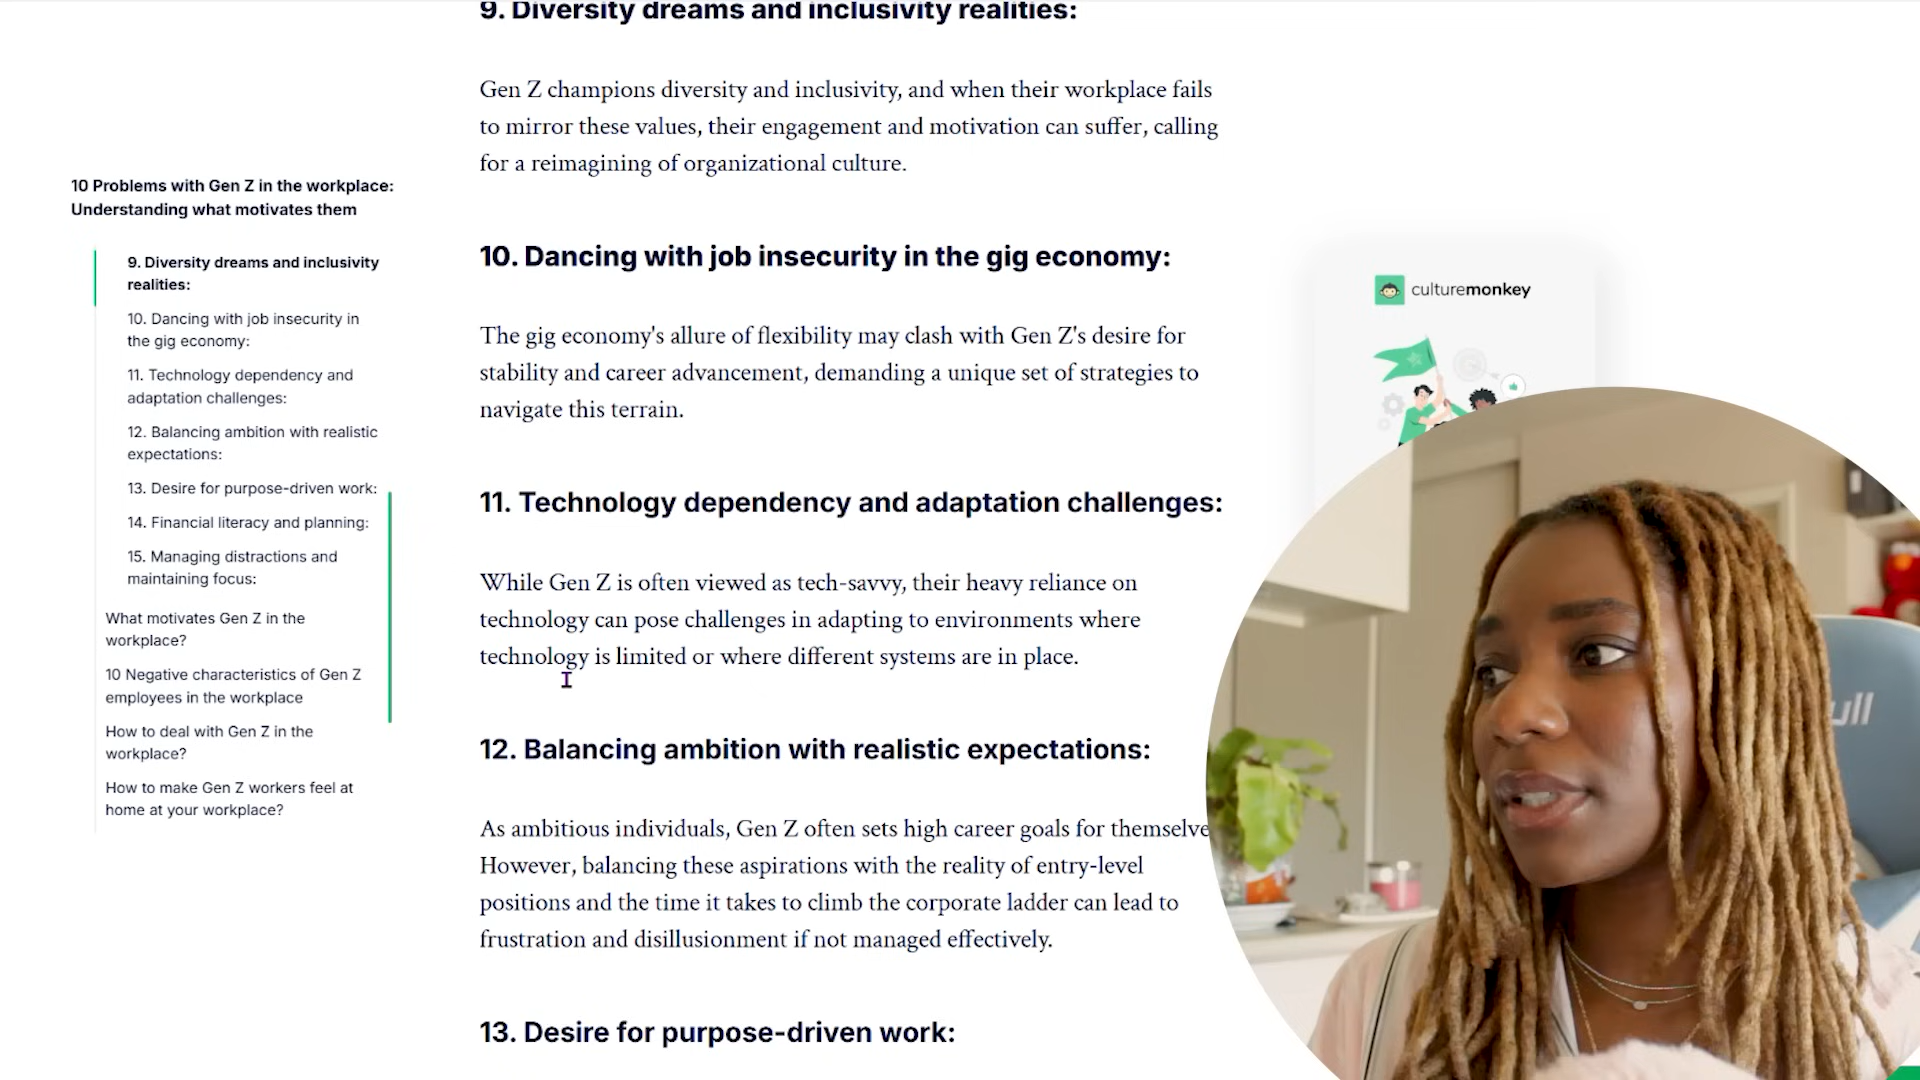 9. Diversity dreams and inclusivity realities:
Gen Z champions diversity and inclusivity, and when their workplace fails
to mirror these values, their engagement and motivation can suffer, calling
for a reimagining of organizational culture.
10 Problems with Gen Z in the workplace:
Understanding what motivates them
9. Diversity dreams and inclusivity
realities:
10. Dancing with job insecurity in
the gig economy:
11. Technology dependency and
adaptation challenges:
12. Balancing ambition with realistic
expectations:
13. Desire for purpose-driven work:
14. Financial literacy and planning:
15. Managing distractions and
maintaining focus:
What motivates Gen Z in the
workplace?
10 Negative characteristics of Gen Z
employees in the workplace
How to deal with Gen Z in the
workplace?
How to make Gen Z workers feel at
home at your workplace?
10. Dancing with job insecurity in the gig economy:
The gig economy's allure of flexibility may clash with Gen Z's desire for
stability and career advancement, demanding a unique set of strategies to
navigate this terrain.
11. Technology dependency and adaptation challenges:
While Gen Z is often viewed as tech-savvy, their heavy reliance on
technology can pose challenges in adapting to environments where
technology is limited or where different systems are in place.
12. Balancing ambition with realistic expectations:
As ambitious individuals, Gen Z often sets high career goals for themselve
However, balancing these aspirations with the reality of entry-level
positions and the time it takes to climb the corporate ladder can lead to
frustration and disillusionment if not managed effectively.
13. Desire for purpose-driven work:
culturemonkey